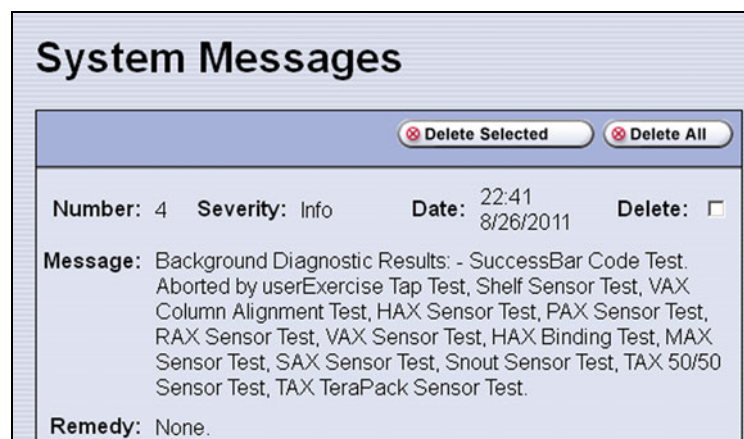 System Messages
Delete Selected Delete All
Number: 4 Severity: Info Date: 22:41 8/26/2011 Delete:
Message: Background Diagnostic Results: - SuccessBar Code Test.
Aborted by userExercise Tap Test, Shelf Sensor Test, VAX
Column Alignment Test, HAX Sensor Test, PAX Sensor Test,
RAX Sensor Test, VAX Sensor Test, HAX Binding Test, MAX
Sensor Test, SAX Sensor Test, Snout Sensor Test, TAX 50/50
Sensor Test, TAX TeraPack Sensor Test.
Remedy: None.